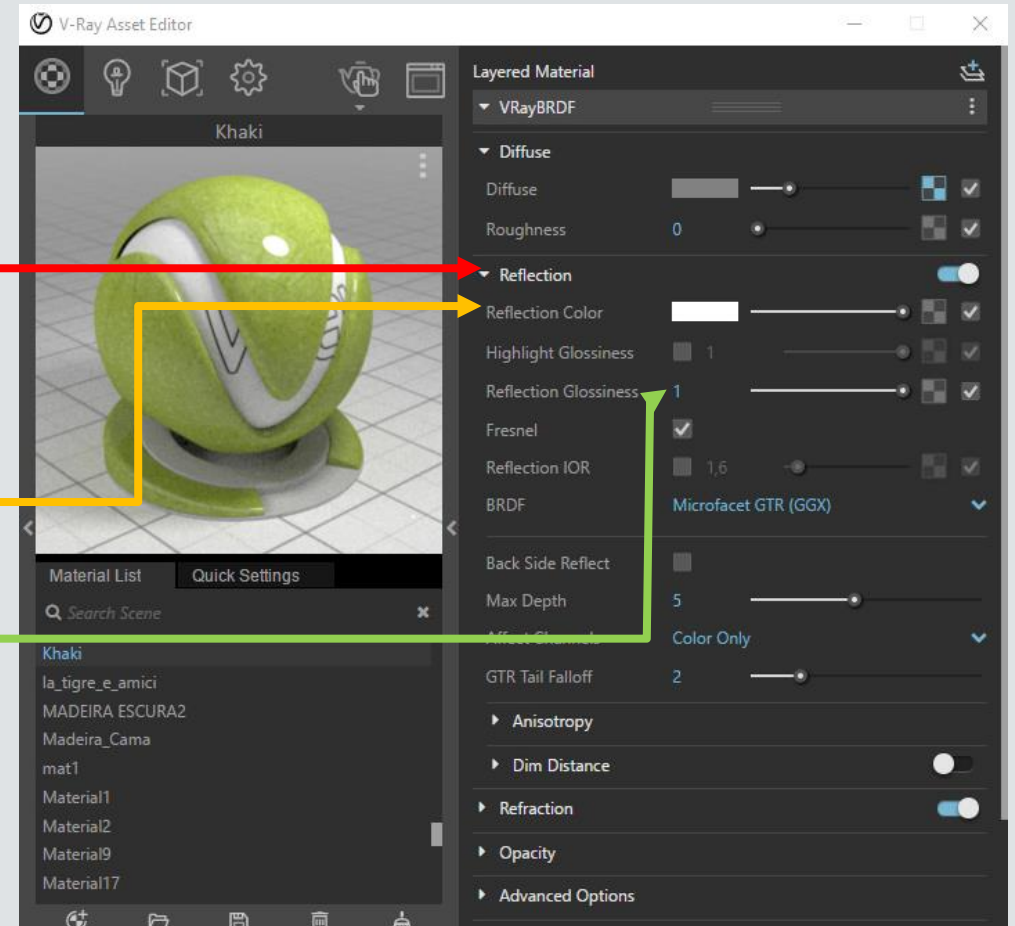 V-Ray Asset Editor
Khaki
Material List Quick Settings
Search Scene
Khaki
la_tigre_e_amici
MADEIRA ESCURA2
Madeira_Cama
mat1
Material1
Material2
Material9
Material17
Layered Material
VRayBRDF
Diffuse
Diffuse
Roughness 0
Reflection
Reflection Color
Highlight Glossiness 1
Reflection Glossiness 1
Fresnel
Reflection IOR 1,6
BRDF Microfacet GTR (GGX)
Back Side Reflect
Max Depth 5
Affect Channels Color Only
GTR Tail Falloff 2
Anisotropy
Dim Distance
Refraction
Opacity
Advanced Options